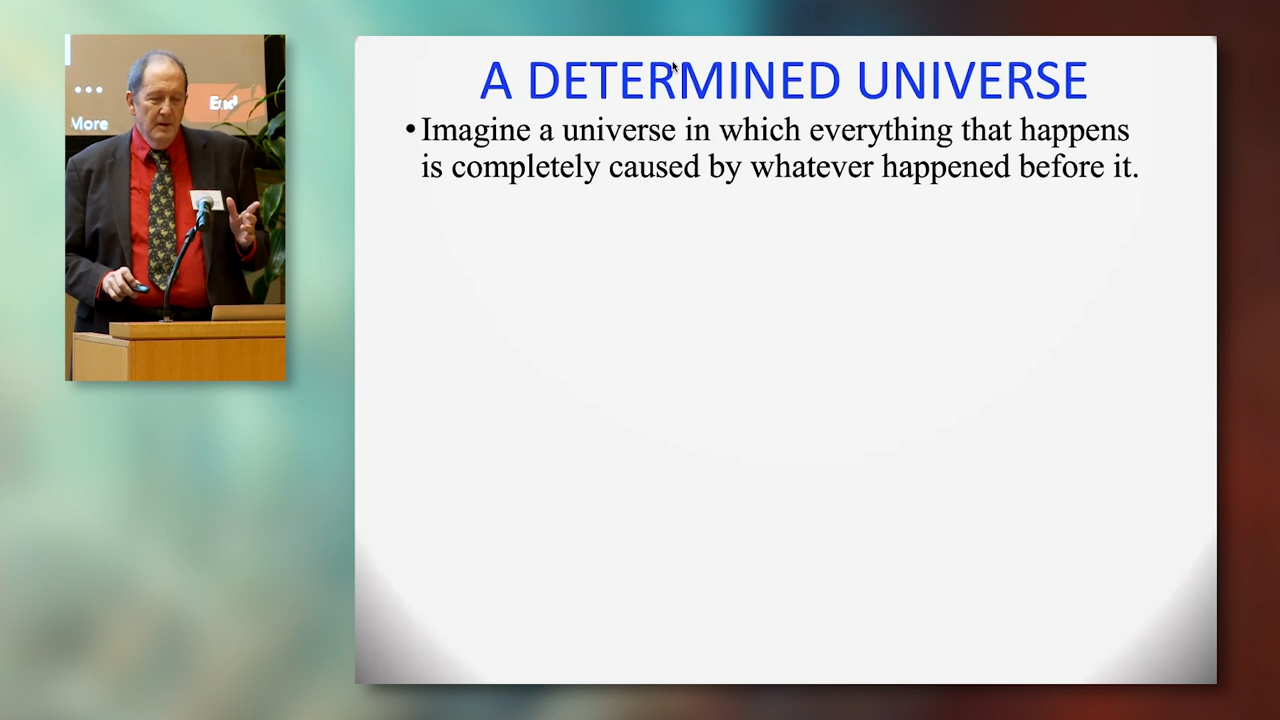 •••
More
End
A DETERMINED UNIVERSE
•Imagine a universe in which everything that happens
is completely caused by whatever happened before it.